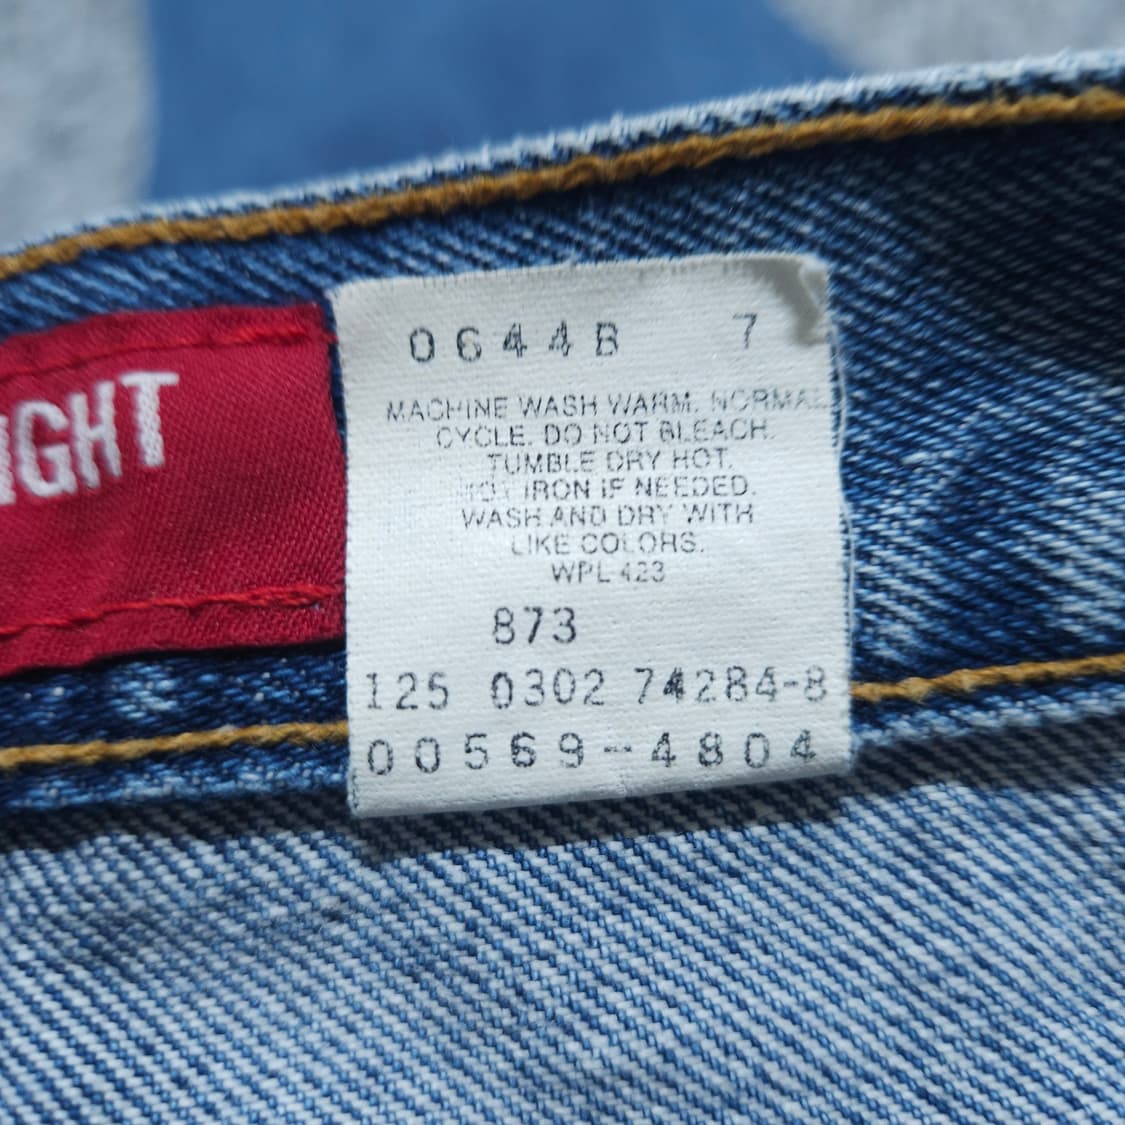 IGHT
0644B 7
MACHINE WASH WARM. NORMAL
CYCLE. DO NOT BLEACH.
TUMBLE DRY HOT.
HOT IRON IF NEEDED.
WASH AND DRY WITH
LIKE COLORS.
WPL 423
873
125 0302 74284-8
00569-4804